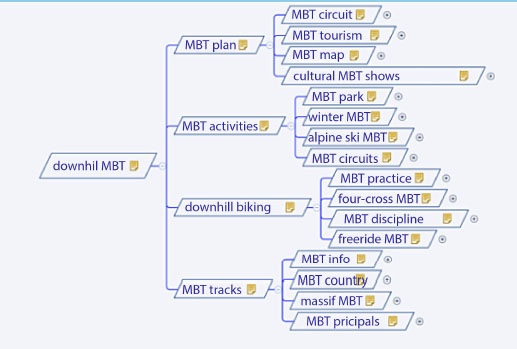 MBT circuit
MBT plan
MBT tourism
MBT map
cultural MBT shows
MBT park
winter MBT
MBT activities
alpine ski MBT
MBT circuits
downhil MBT
MBT practice
four-cross MBT
downhill biking
MBT discipline
freeride MBT
MBT info
MBT country
MBT tracks
massif MBT
MBT pricipals